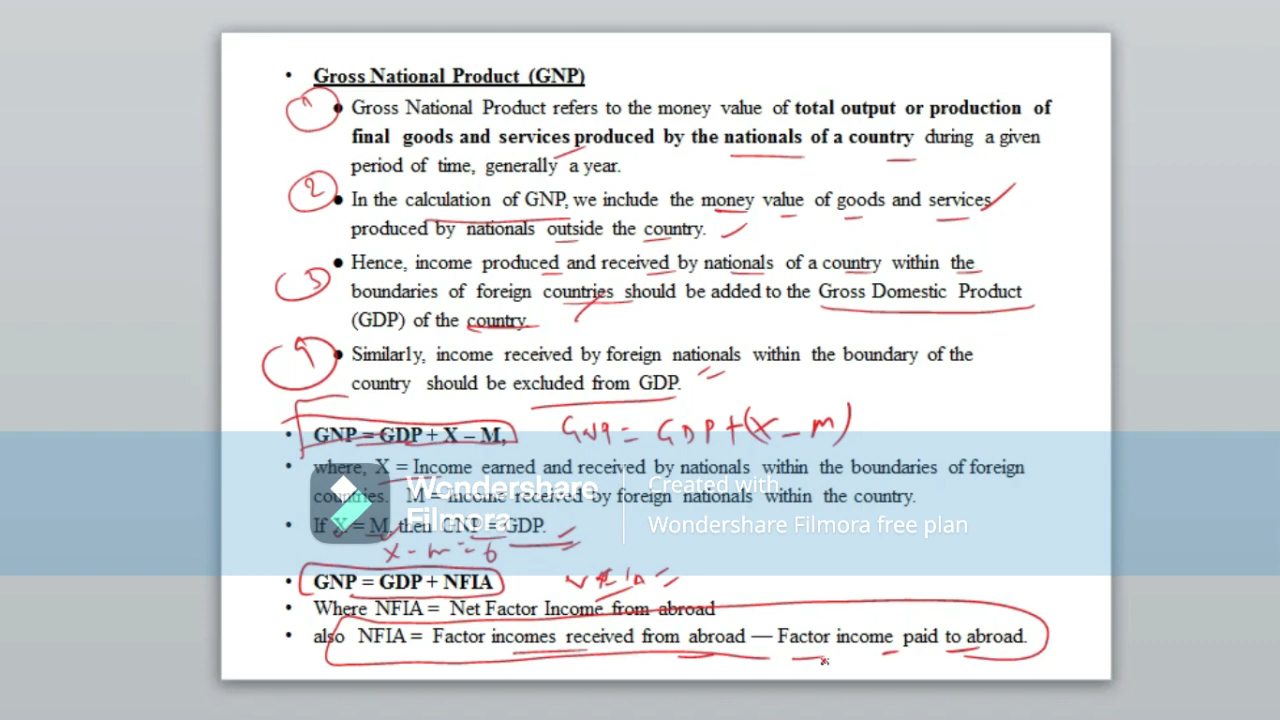 • Gross National Product (GNP)
1 • Gross National Product refers to the money value of total output or production of
final goods and services produced by the nationals of a country during a given
period of time, generally a year.
2 • In the calculation of GNP, we include the money value of goods and services
produced by nationals outside the country.
3 • Hence, income produced and received by nationals of a country within the
boundaries of foreign countries should be added to the Gross Domestic Product
(GDP) of the country.
• Similarly, income received by foreign nationals within the boundary of the
country should be excluded from GDP.
• GNP = GDP + X – M, GNP = GDP + (X - M)
• where, X = Income earned and received by nationals within the boundaries of foreign
countries. M = income received by foreign nationals within the country.
Wondershare Filmora
Created with
Wondershare Filmora free plan
• If X = M, then GNP = GDP.
X - M =
• GNP = GDP + NFIA
• Where NFIA = Net Factor Income from abroad
• also NFIA = Factor incomes received from abroad — Factor income paid to abroad.